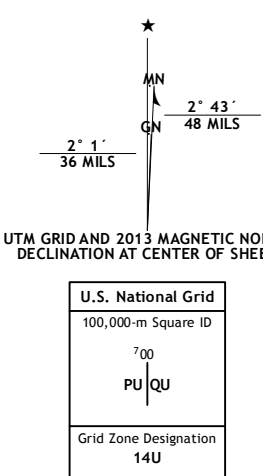 ★
MN
GN
2° 43´
48 MILS
2° 1´
36 MILS
UTM GRID AND 2013 MAGNETIC NO
DECLINATION AT CENTER OF SHEE
U.S. National Grid
100,000-m Square ID
⁷00
PU QU
Grid Zone Designation
14U